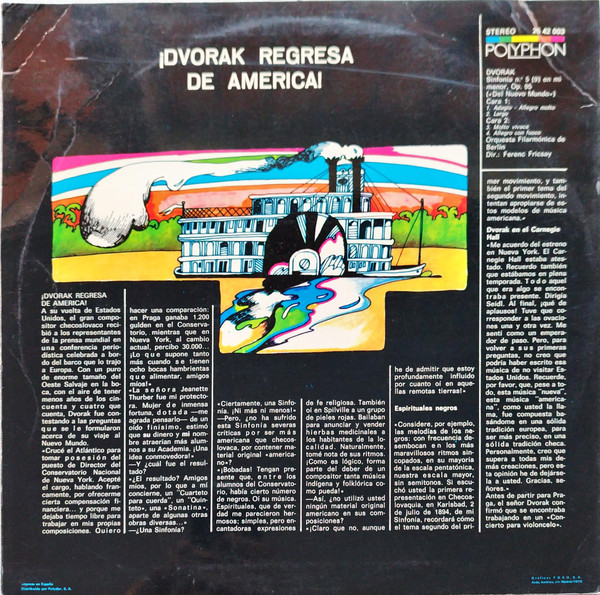 ¡DVORAK REGRESA
DE AMERICA!
STEREO 25 42 003
POLYPHON
DVORAK
Sinfonía n.º 5 (9) en mi
menor, Op. 95
(«Del Nuevo Mundo»)
Cara 1:
1. Adagio - Allegro molto
2. Largo
Cara 2:
3. Molto vivace
4. Allegro con fuoco
Orquesta Filarmónica de
Berlín
Dir.: Ferenc Fricsay
¡DVORAK REGRESA
DE AMERICA!
A su vuelta de Estados
Unidos, el gran compo-
sitor checoslovaco reci-
bió a los representantes
de la prensa mundial en
una conferencia perio-
dística celebrada a bor-
do del barco que lo trajo
a Europa. Con un puro
de enorme tamaño del
Oeste Salvaje en la bo-
ca, con el aire de tener
menos años de los cin-
cuenta y cuatro que
cuenta, Dvorak fue con-
testando a las preguntas
que se le formularon
acerca de su viaje al
Nuevo Mundo.
«Crucé el Atlántico para
tomar posesión del
puesto de Director del
Conservatorio Nacional
de Nueva York. Acepté
el cargo, hablando fran-
camente, por ofrecerme
cierta compensación fi-
nanciera... y porque me
dejaba tiempo libre para
trabajar en mis propias
composiciones. Quiero
hacer una comparación:
en Praga ganaba 1.200
gulden en el Conserva-
torio, mientras que en
Nueva York, al cambio
actual, percibo 30.000...
¡Lo que supone tanto
más cuando se tienen
ocho bocas hambrientas
que alimentar, amigos
míos!»
«La señora Jeanette
Thurber fue mi protecto-
ra. Mujer de inmensa
fortuna, dotada —me
agrada pensarlo— de un
oído finísimo, estimó
que su dinero y mi nom-
bre atraerían más alum-
nos a su Academia. ¡Una
idea conmovedora!»
—Y ¿cuál fue el resul-
tado?
«¿El resultado? Amigos
míos, por lo que a mí
concierne, un "Cuarteto
para cuerda", un "Quin-
teto", una "Sonatina",
aparte de algunas otras
obras diversas...»
—¿Una Sinfonía?
«Ciertamente, una Sinfo-
nía. ¡Ni más ni menos!»
—Pero, ¿no ha sufrido
esta Sinfonía severas
críticas por ser más
americana que checos-
lovaca, por contener ma-
terial original «america-
no»?
«¡Bobadas! Tengan pre-
sente que, entre los
alumnos del Conservato-
rio, había cierto número
de negros. Oí su música.
Espirituales, que de ver-
dad me parecieron her-
mosos; simples, pero en-
cantadoras expresiones
de fe religiosa. También
oí en Spilville a un gru-
po de pieles rojas. Bailaban
para anunciar y vender
hierbas medicinales a
los habitantes de la lo-
calidad. Naturalmente,
tomé nota de sus ritmos.
¿Como es lógico, forma
parte del deber de un
compositor tanta música
indígena y folklórica co-
mo pueda!»
—Así, ¿no utilizó usted
ningún material original
americano en sus com-
posiciones?
«¡Claro que no, aunque
he de admitir que estoy
profundamente influido
por cuanto oí en aque-
llas remotas tierras!»
Espirituales negros
«Considere, por ejemplo,
las melodías de los ne-
gros: con frecuencia de-
sembocan en los más
maravillosos ritmos sin-
copados, en su mayoría
de la escala pentatónica,
nuestra escala mayor,
sin semitonos. Si escu-
chó usted la primera re-
presentación en Checos-
lovaquia, en Karlsbad, 2
de julio de 1894, de mi
Sinfonía, recordará cómo
el tema segundo del pri-
mer movimiento, y tam-
bién el primer tema del
segundo movimiento, in-
tentan apropiarse de es-
tos modelos de música
americana.»
Dvorak en el Carnegie
Hall
«Me acuerdo del estreno
en Nueva York. El Car-
negie Hall estaba ates-
tado. Recuerdo también
que estábamos en plena
temporada. Todo aquel
que era algo se encon-
traba presente. Dirigía
Seidl. Al final, ¡qué de
aplausos! Tuve que co-
rresponder a las ovacio-
nes una y otra vez. Me
sentí como un empera-
dor de paso. Pero, para
volver a sus primeras
preguntas, no creo que
podría haber escrito esa
música de no visitar Es-
tados Unidos. Recuerde,
por favor, que, pese a to-
do, esta música "nueva",
esta música "america-
na", como usted la lla-
ma, fue compuesta ba-
sándome en una sólida
tradición europea, para
ser más preciso, en una
sólida tradición checa.
Personalmente, creo que
supera a todas mis de-
más creaciones, pero es-
ta opinión he de dejárse-
la a usted. Gracias, se-
ñores.»
Antes de partir para Pra-
ga, el señor Dvorak con-
firmó que se encontraba
trabajando en un «Con-
cierto para violoncelo».
Distribuido por Polydor, S. A.